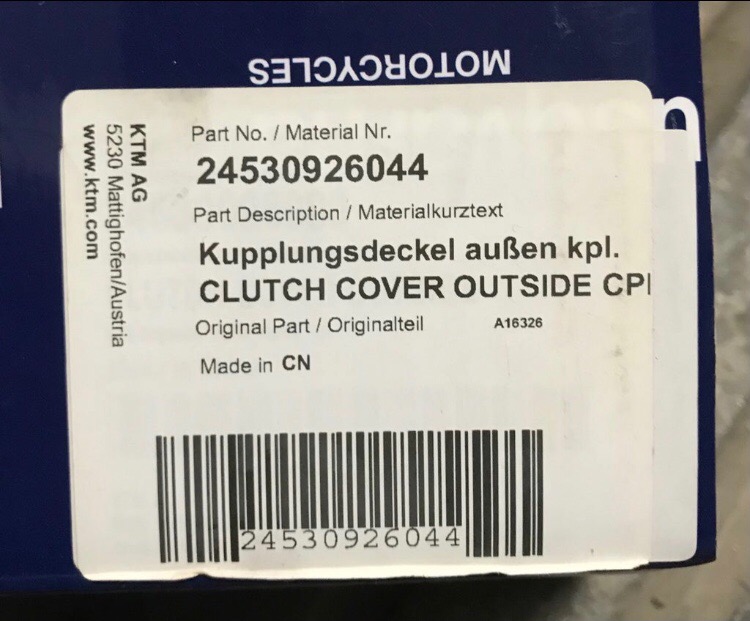 MOTORCYCLES
KTM AG
5230 Mattighofen/Austria
www.ktm.com
Part No. / Material Nr.
24530926044
Part Description / Materialkurztext
Kupplungsdeckel außen kpl.
CLUTCH COVER OUTSIDE CPl
Original Part / Originalteil A16326
Made in CN
24530926044